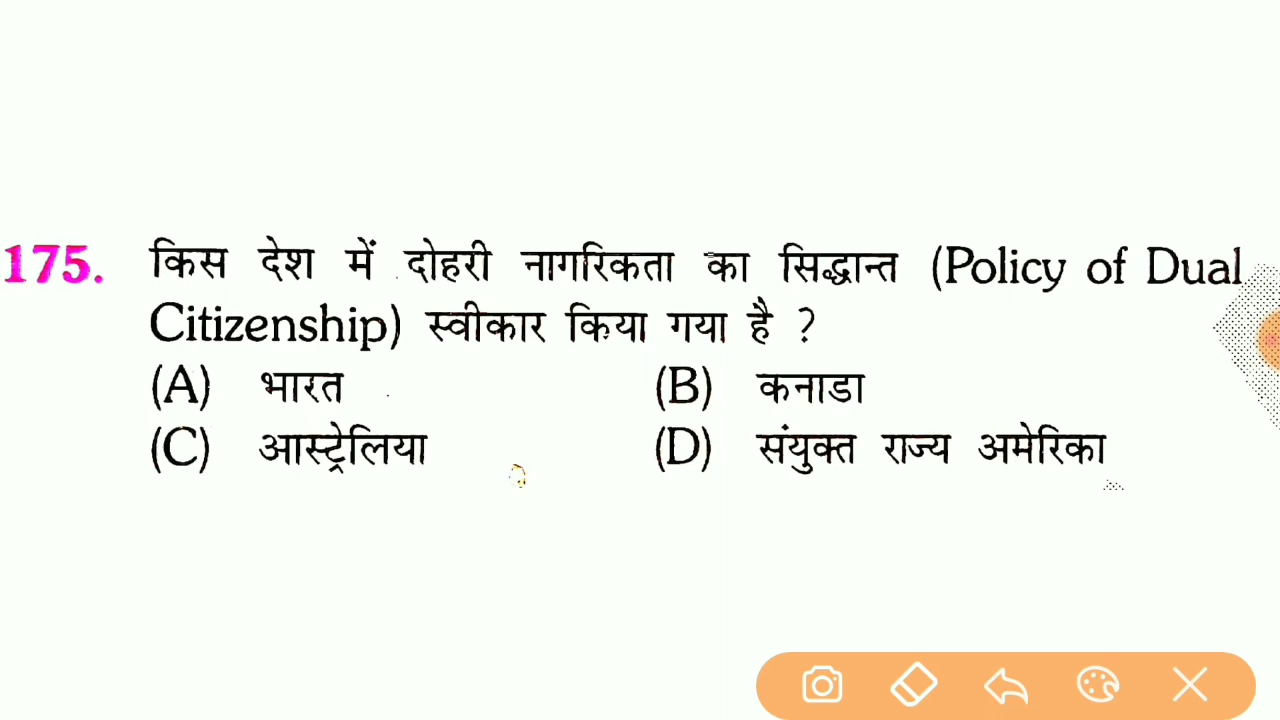 175. किस देश में दोहरी नागरिकता का सिद्धान्त (Policy of Dual
Citizenship) स्वीकार किया गया है ?
(A) भारत (B) कनाडा
(C) आस्ट्रेलिया (D) संयुक्त राज्य अमेरिका